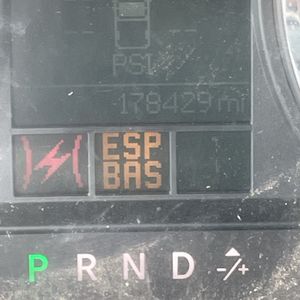 -- --
PSI
178429 mi
ESP
BAS
P R N D -/+